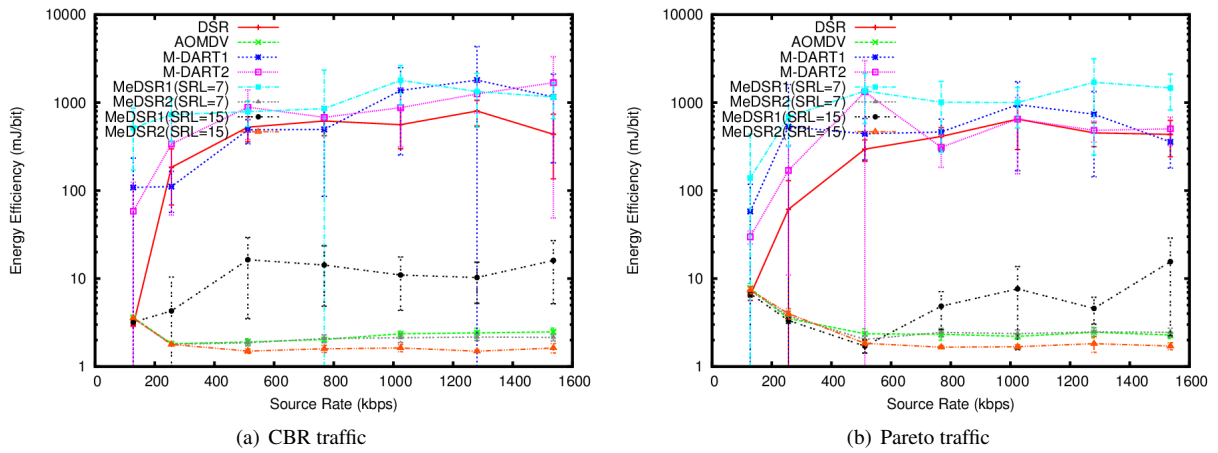 10000
1000
100
10
1
0
200
400
600
800
1000
1200
1400
1600
Energy Efficiency (mJ/bit)
Source Rate (kbps)
DSR
AOMDV
M-DART1
M-DART2
MeDSR1(SRL=7)
MeDSR2(SRL=7)
MeDSR1(SRL=15)
MeDSR2(SRL=15)
(a) CBR traffic
10000
1000
100
10
1
0
200
400
600
800
1000
1200
1400
1600
Energy Efficiency (mJ/bit)
Source Rate (kbps)
DSR
AOMDV
M-DART1
M-DART2
MeDSR1(SRL=7)
MeDSR2(SRL=7)
MeDSR1(SRL=15)
MeDSR2(SRL=15)
(b) Pareto traffic